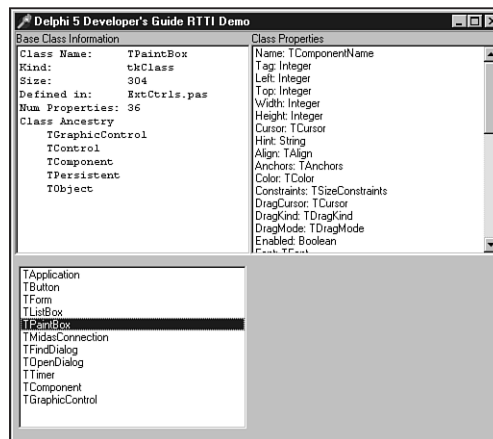 Delphi 5 Developer's Guide RTTI Demo
Base Class Information
Class Name: TPaintBox
Kind: tkClass
Size: 304
Defined in: ExtCtrls.pas
Num Properties: 36
Class Ancestry
TGraphicControl
TControl
TComponent
TPersistent
TObject
Class Properties
Name: TComponentName
Tag: Integer
Left: Integer
Top: Integer
Width: Integer
Height: Integer
Cursor: TCursor
Hint: String
Align: TAlign
Anchors: TAnchors
Color: TColor
Constraints: TSizeConstraints
DragCursor: TCursor
DragKind: TDragKind
DragMode: TDragMode
Enabled: Boolean
Font: TFont
TApplication
TButton
TForm
TListBox
TPaintBox
TMidasConnection
TFindDialog
TOpenDialog
TTimer
TComponent
TGraphicControl